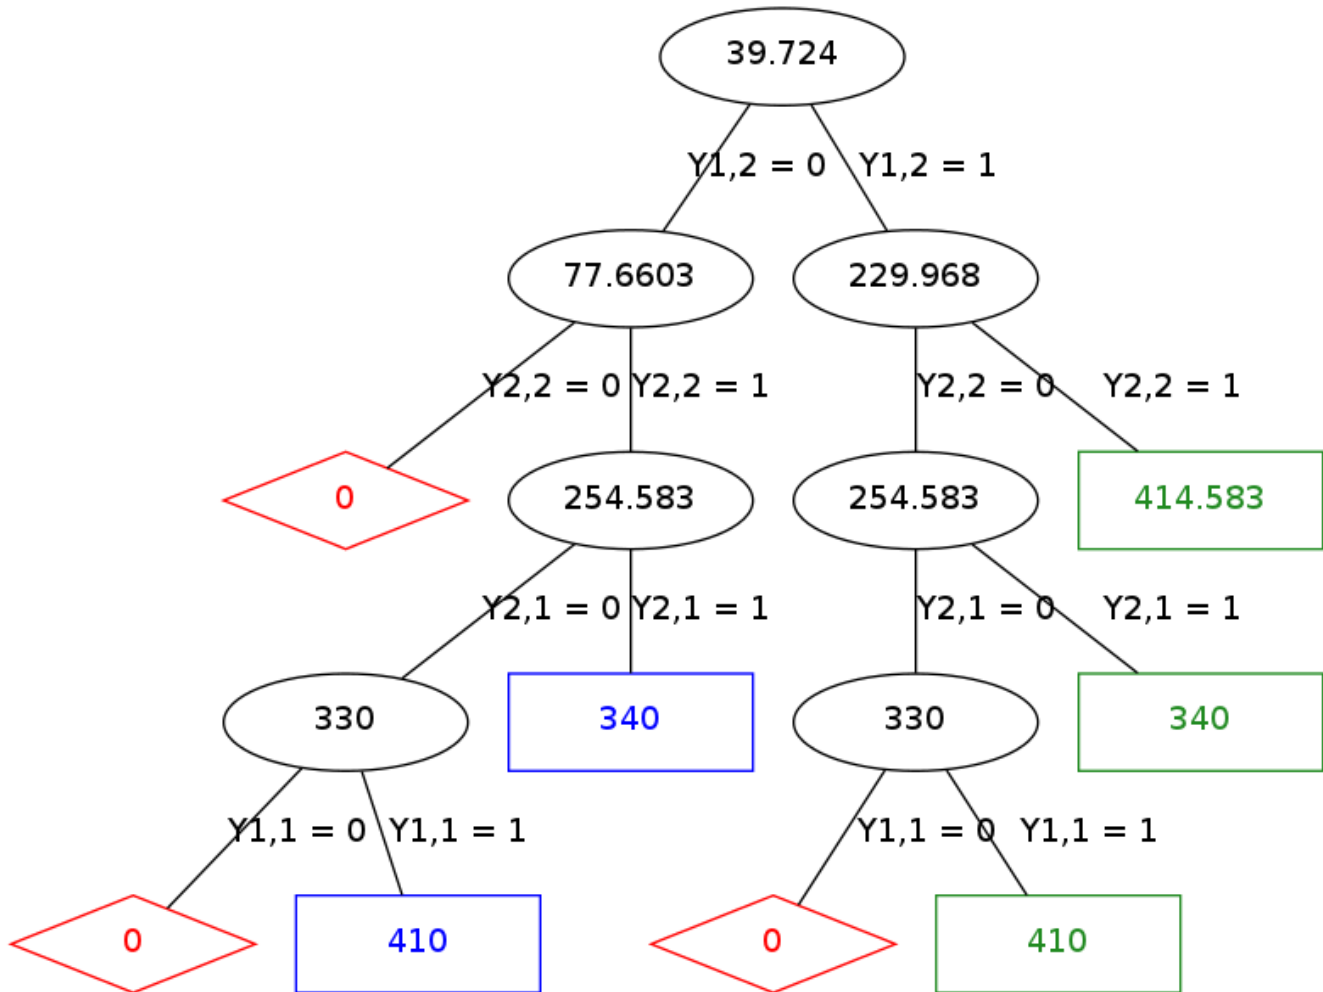 39.724
Y1,2 = 0
Y1,2 = 1
77.6603
229.968
Y2,2 = 0
Y2,2 = 1
Y2,2 = 0
Y2,2 = 1
0
254.583
254.583
414.583
Y2,1 = 0
Y2,1 = 1
Y2,1 = 0
Y2,1 = 1
330
340
330
340
Y1,1 = 0
Y1,1 = 1
Y1,1 = 0
Y1,1 = 1
0
410
0
410